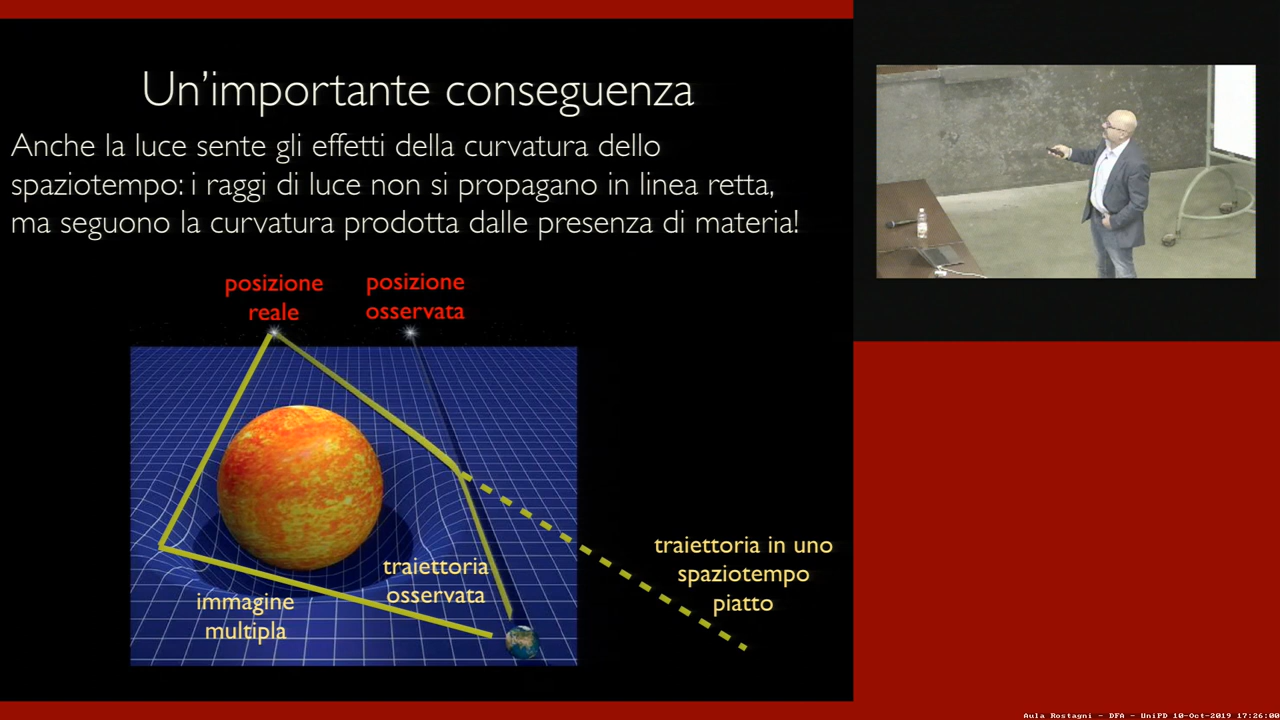 Un'importante conseguenza
Anche la luce sente gli effetti della curvatura dello
spaziotempo: i raggi di luce non si propagano in linea retta,
ma seguono la curvatura prodotta dalle presenza di materia!
posizione
reale
posizione
osservata
traiettoria in uno
spaziotempo
piatto
traiettoria
osservata
immagine
multipla
Aula Rostagni - DFA - UniPD 10-Oct-2019 17:26:00